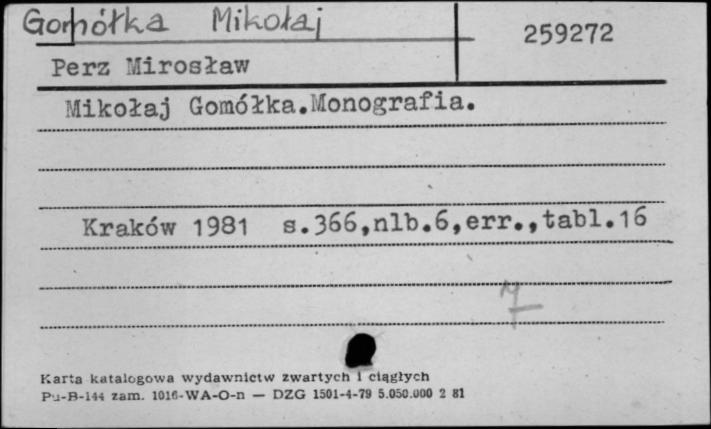 Gomółka Mikołaj
259272
Perz Mirosław
Mikołaj Gomółka.Monografia.
Kraków 1981 s.366,nlb.6,err.,tabl.16
Karta katalogowa wydawnictw zwartych i ciągłych
Pu-B-144 zam. 1016-WA-O-n — DZG 1501-4-79 5.050.000 2 81